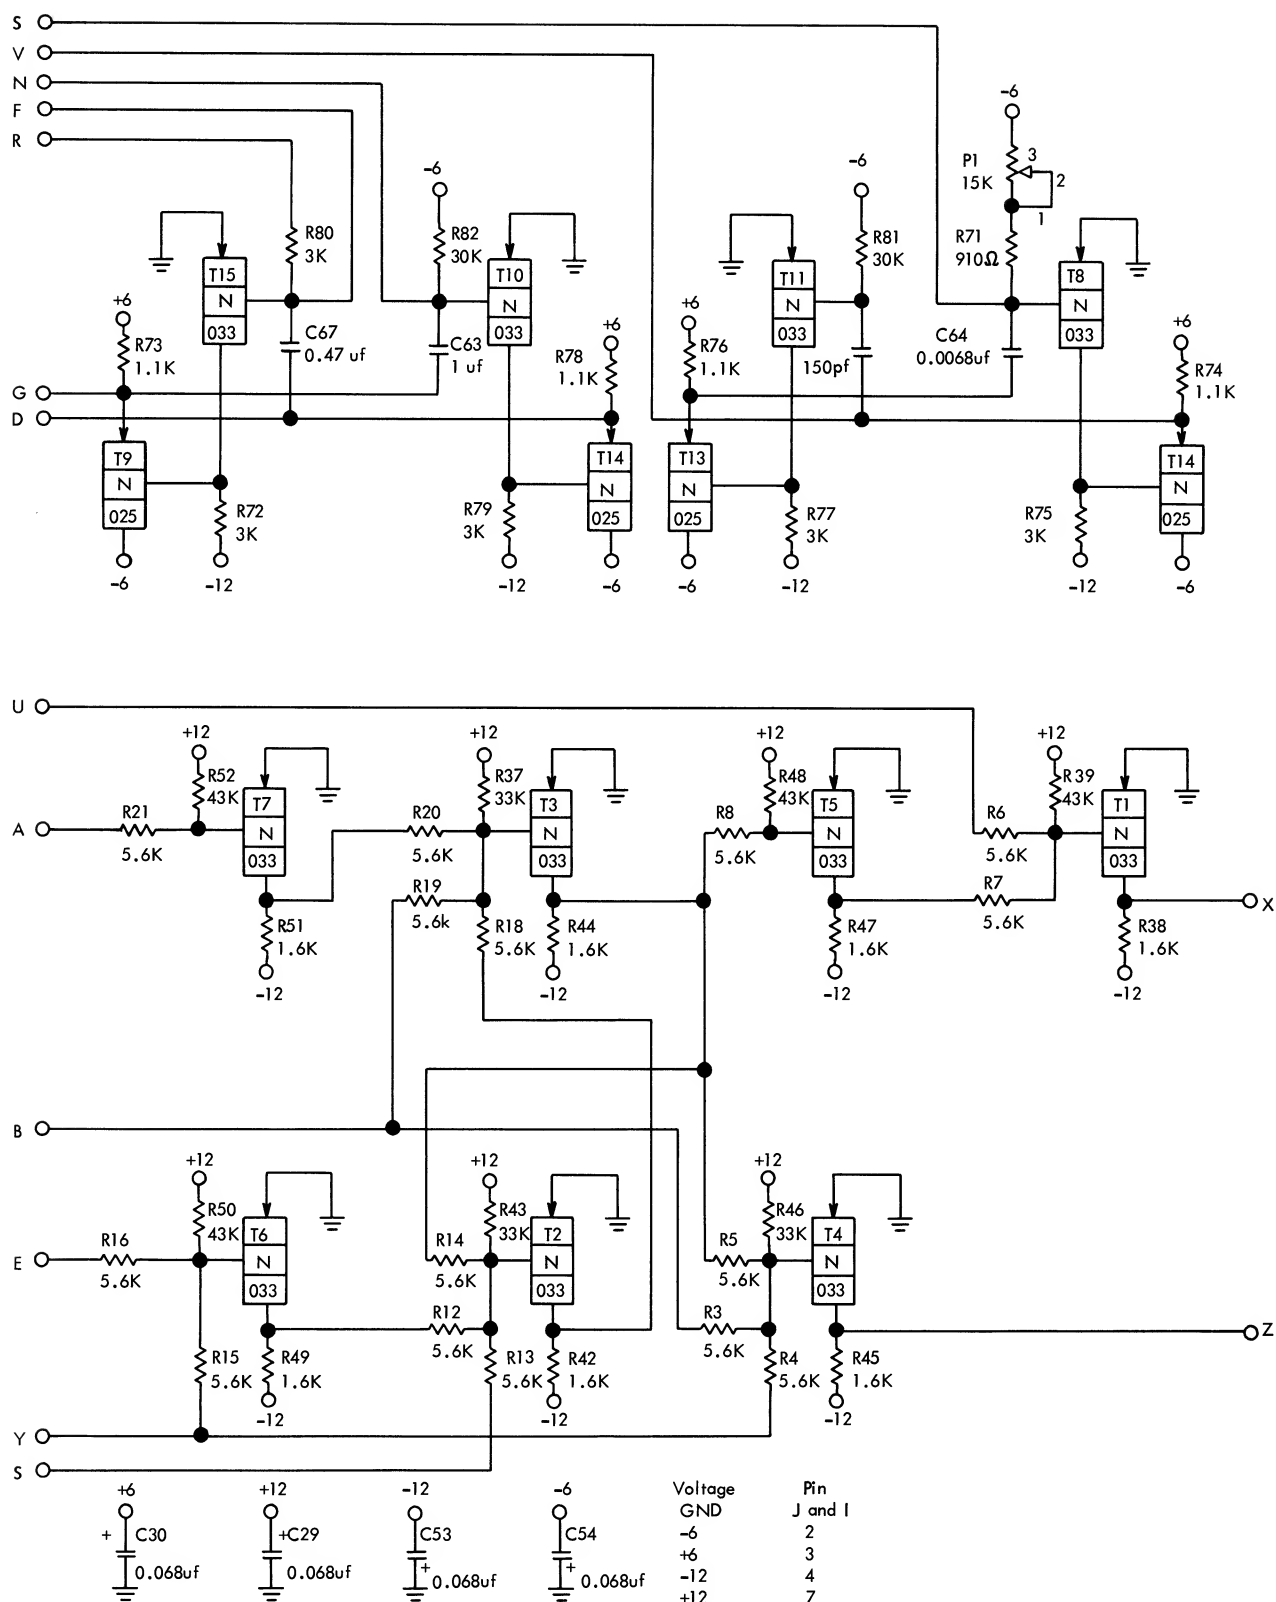 S
V
N
F
R
-6
P1
15K
3
2
1
-6
-6
R80
3K
R82
30K
R81
30K
R71
910Ω
T15
N
033
T10
N
033
T11
N
033
T8
N
033
+6
R73
1.1K
C67
0.47 uf
C63
1 uf
+6
R78
1.1K
+6
R76
1.1K
150pf
C64
0.0068uf
+6
R74
1.1K
G
D
T9
N
025
T14
N
025
T13
N
025
T14
N
025
R72
3K
R79
3K
R77
3K
R75
3K
-6
-12
-12
-6
-6
-12
-12
-6
U
+12
+12
+12
+12
R52
43K
T7
N
033
R37
33K
T3
N
033
R48
43K
T5
N
033
R39
43K
T1
N
033
A
R21
5.6K
R20
5.6K
R8
5.6K
R6
5.6K
R19
5.6k
R7
5.6K
X
R51
1.6K
R18
5.6K
R44
1.6K
R47
1.6K
R38
1.6K
-12
-12
-12
-12
B
+12
+12
+12
R50
43K
T6
N
033
R43
33K
T2
N
033
R46
33K
T4
N
033
E
R16
5.6K
R14
5.6K
R5
5.6K
R12
5.6K
R3
5.6K
Z
R15
5.6K
R49
1.6K
R13
5.6K
R42
1.6K
R4
5.6K
R45
1.6K
-12
-12
-12
Y
S
+6
+ C30
0.068uf
+12
+C29
0.068uf
-12
C53
+ 0.068uf
-6
C54
+ 0.068uf
Voltage Pin
GND J and I
-6 2
+6 3
-12 4
+12 7